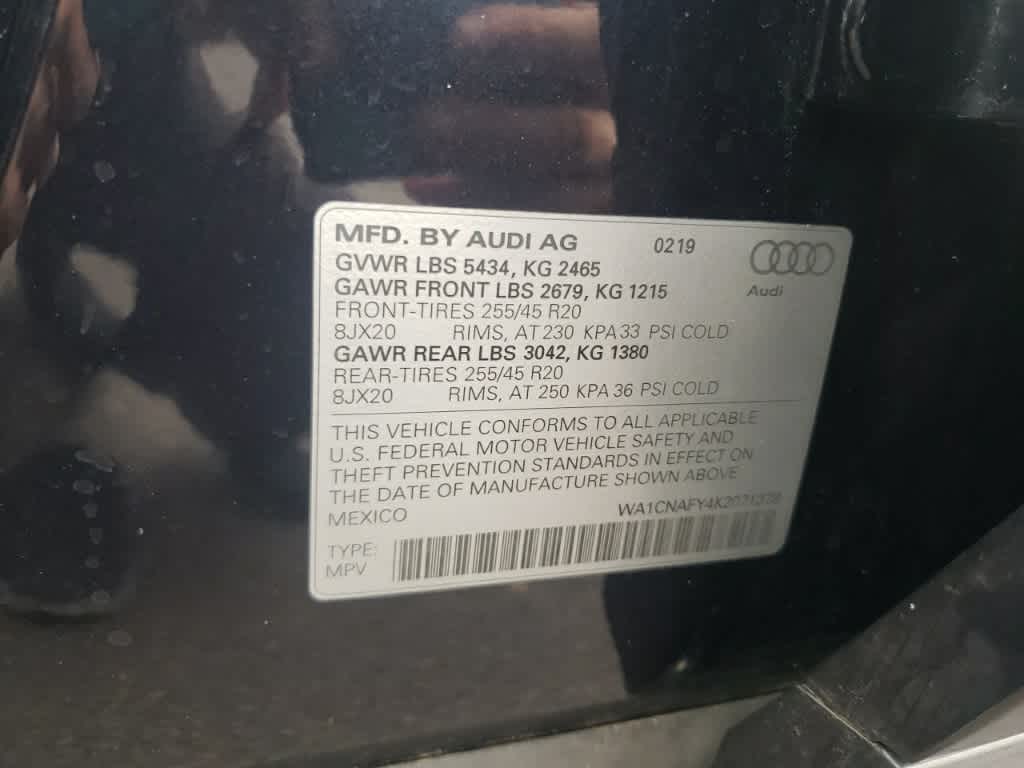 MFD. BY AUDI AG 0219
GVWR LBS 5434, KG 2465
GAWR FRONT LBS 2679, KG 1215
Audi
FRONT-TIRES 255/45 R20
8JX20 RIMS, AT 230 KPA 33 PSI COLD
GAWR REAR LBS 3042, KG 1380
REAR-TIRES 255/45 R20
8JX20 RIMS, AT 250 KPA 36 PSI COLD
THIS VEHICLE CONFORMS TO ALL APPLICABLE
U.S. FEDERAL MOTOR VEHICLE SAFETY AND
THEFT PREVENTION STANDARDS IN EFFECT ON
THE DATE OF MANUFACTURE SHOWN ABOVE
MEXICO
TYPE:
MPV